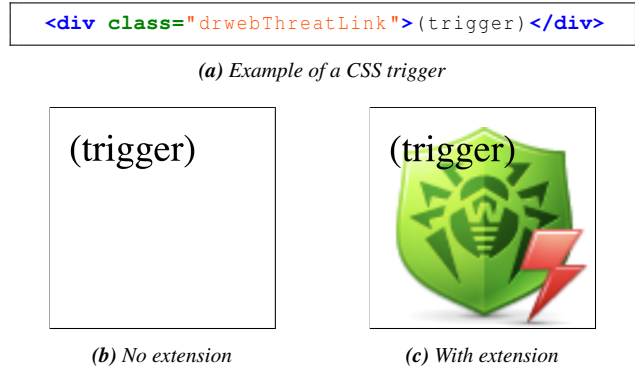 <div class="drwebThreatLink">(trigger)</div>
(a) Example of a CSS trigger
(trigger)
(trigger)
W
(b) No extension
(c) With extension